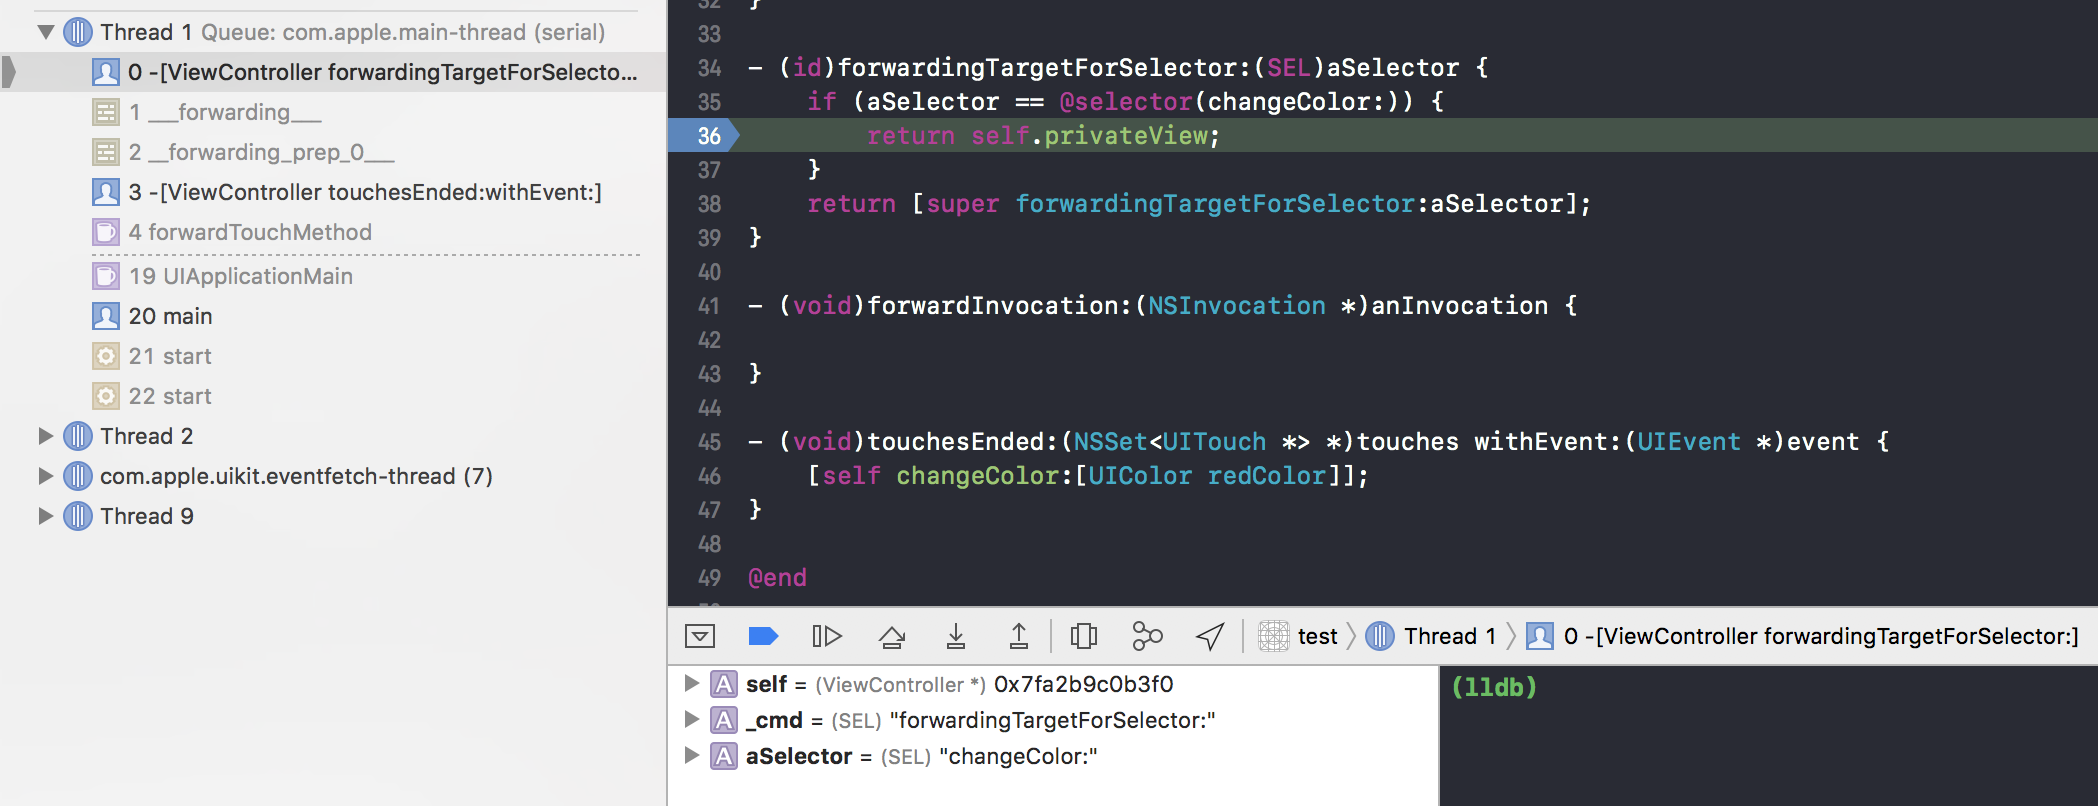 Thread 1 Queue: com.apple.main-thread (serial)
0 -[ViewController forwardingTargetForSelecto...
1 ___forwarding___
2 __forwarding_prep_0___
3 -[ViewController touchesEnded:withEvent:]
4 forwardTouchMethod
19 UIApplicationMain
20 main
21 start
22 start
Thread 2
com.apple.uikit.eventfetch-thread (7)
Thread 9
32 }
33
34 - (id)forwardingTargetForSelector:(SEL)aSelector {
35 if (aSelector == @selector(changeColor:)) {
36 return self.privateView;
37 }
38 return [super forwardingTargetForSelector:aSelector];
39 }
40
41 - (void)forwardInvocation:(NSInvocation *)anInvocation {
42
43 }
44
45 - (void)touchesEnded:(NSSet<UITouch *> *)touches withEvent:(UIEvent *)event {
46 [self changeColor:[UIColor redColor]];
47 }
48
49 @end
test Thread 1 0 -[ViewController forwardingTargetForSelector:]
A self = (ViewController *) 0x7fa2b9c0b3f0
A _cmd = (SEL) "forwardingTargetForSelector:"
A aSelector = (SEL) "changeColor:"
(lldb)